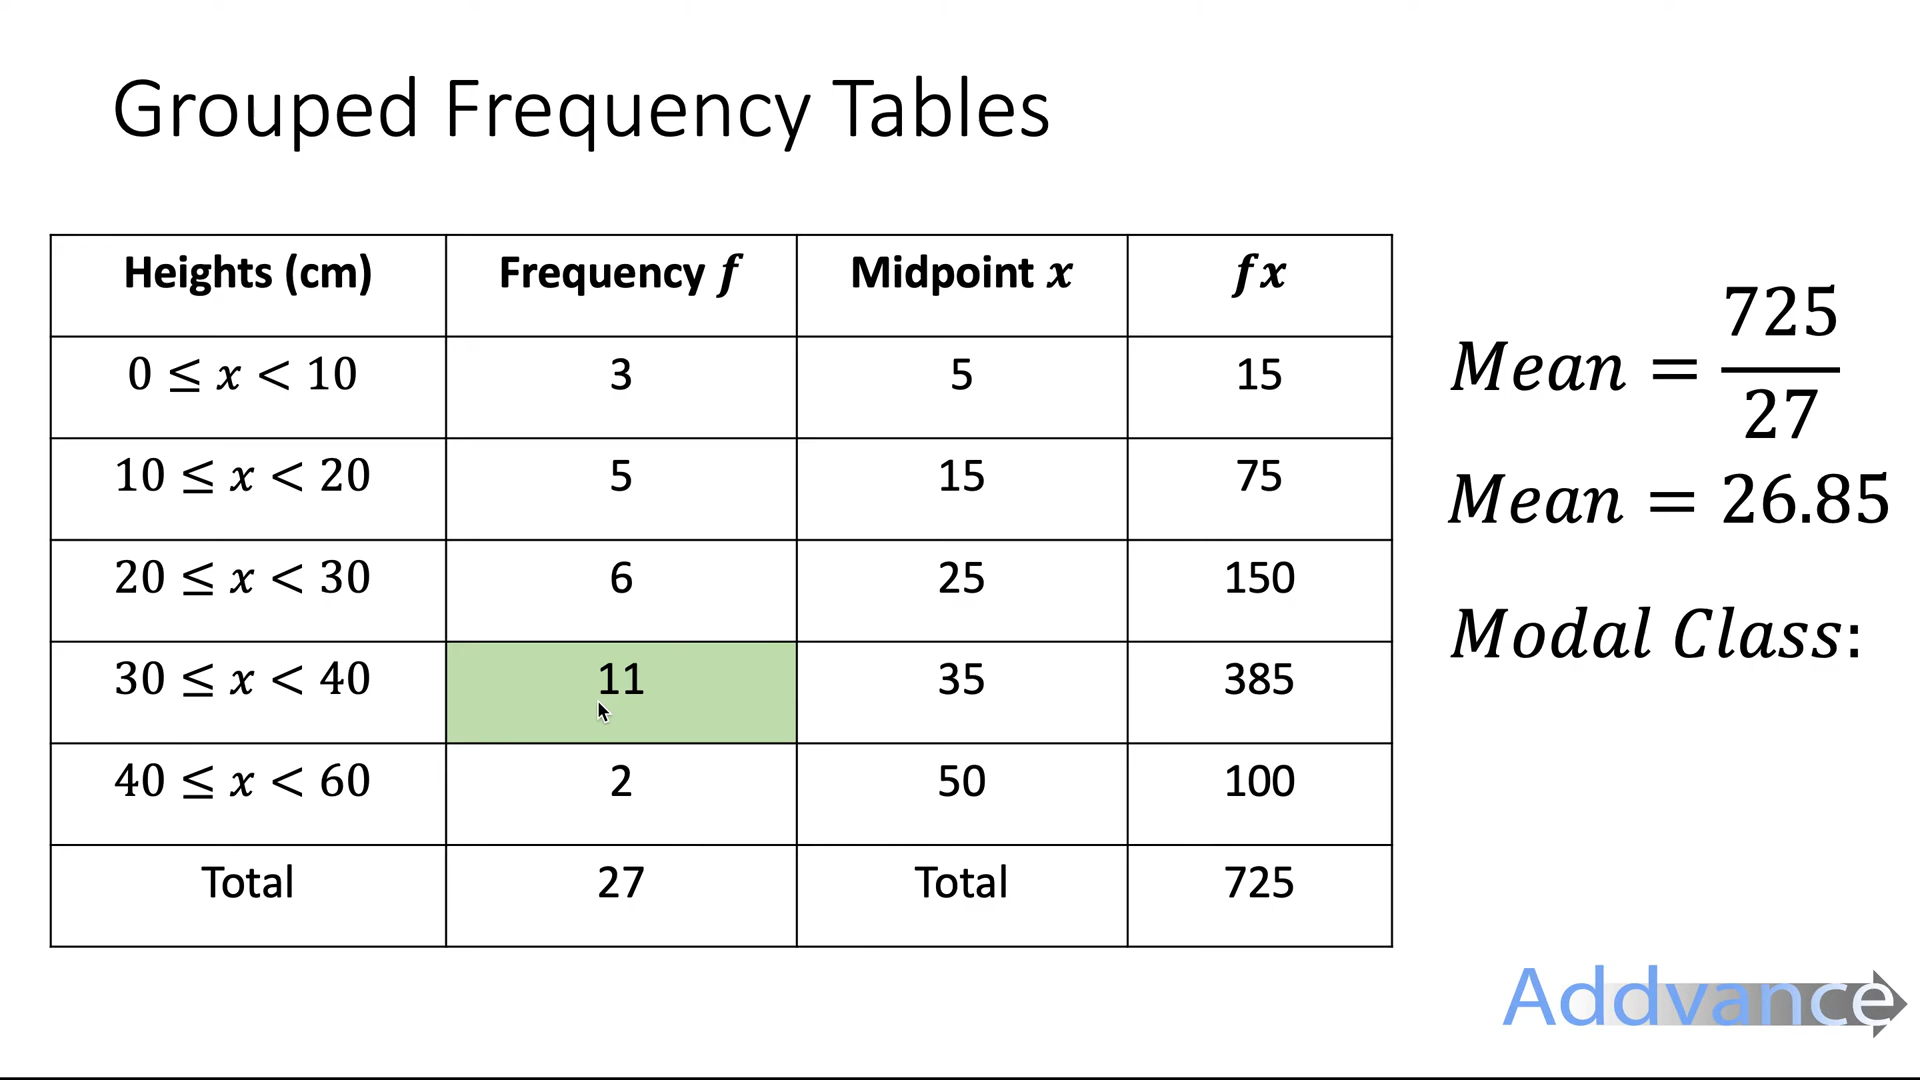 Grouped Frequency Tables
Heights (cm) Frequency f Midpoint x fx
0 ≤ x < 10 3 5 15
10 ≤ x < 20 5 15 75
20 ≤ x < 30 6 25 150
30 ≤ x < 40 11 35 385
40 ≤ x < 60 2 50 100
Total 27 Total 725
Mean = 725/27
Mean = 26.85
Modal Class:
Addvance